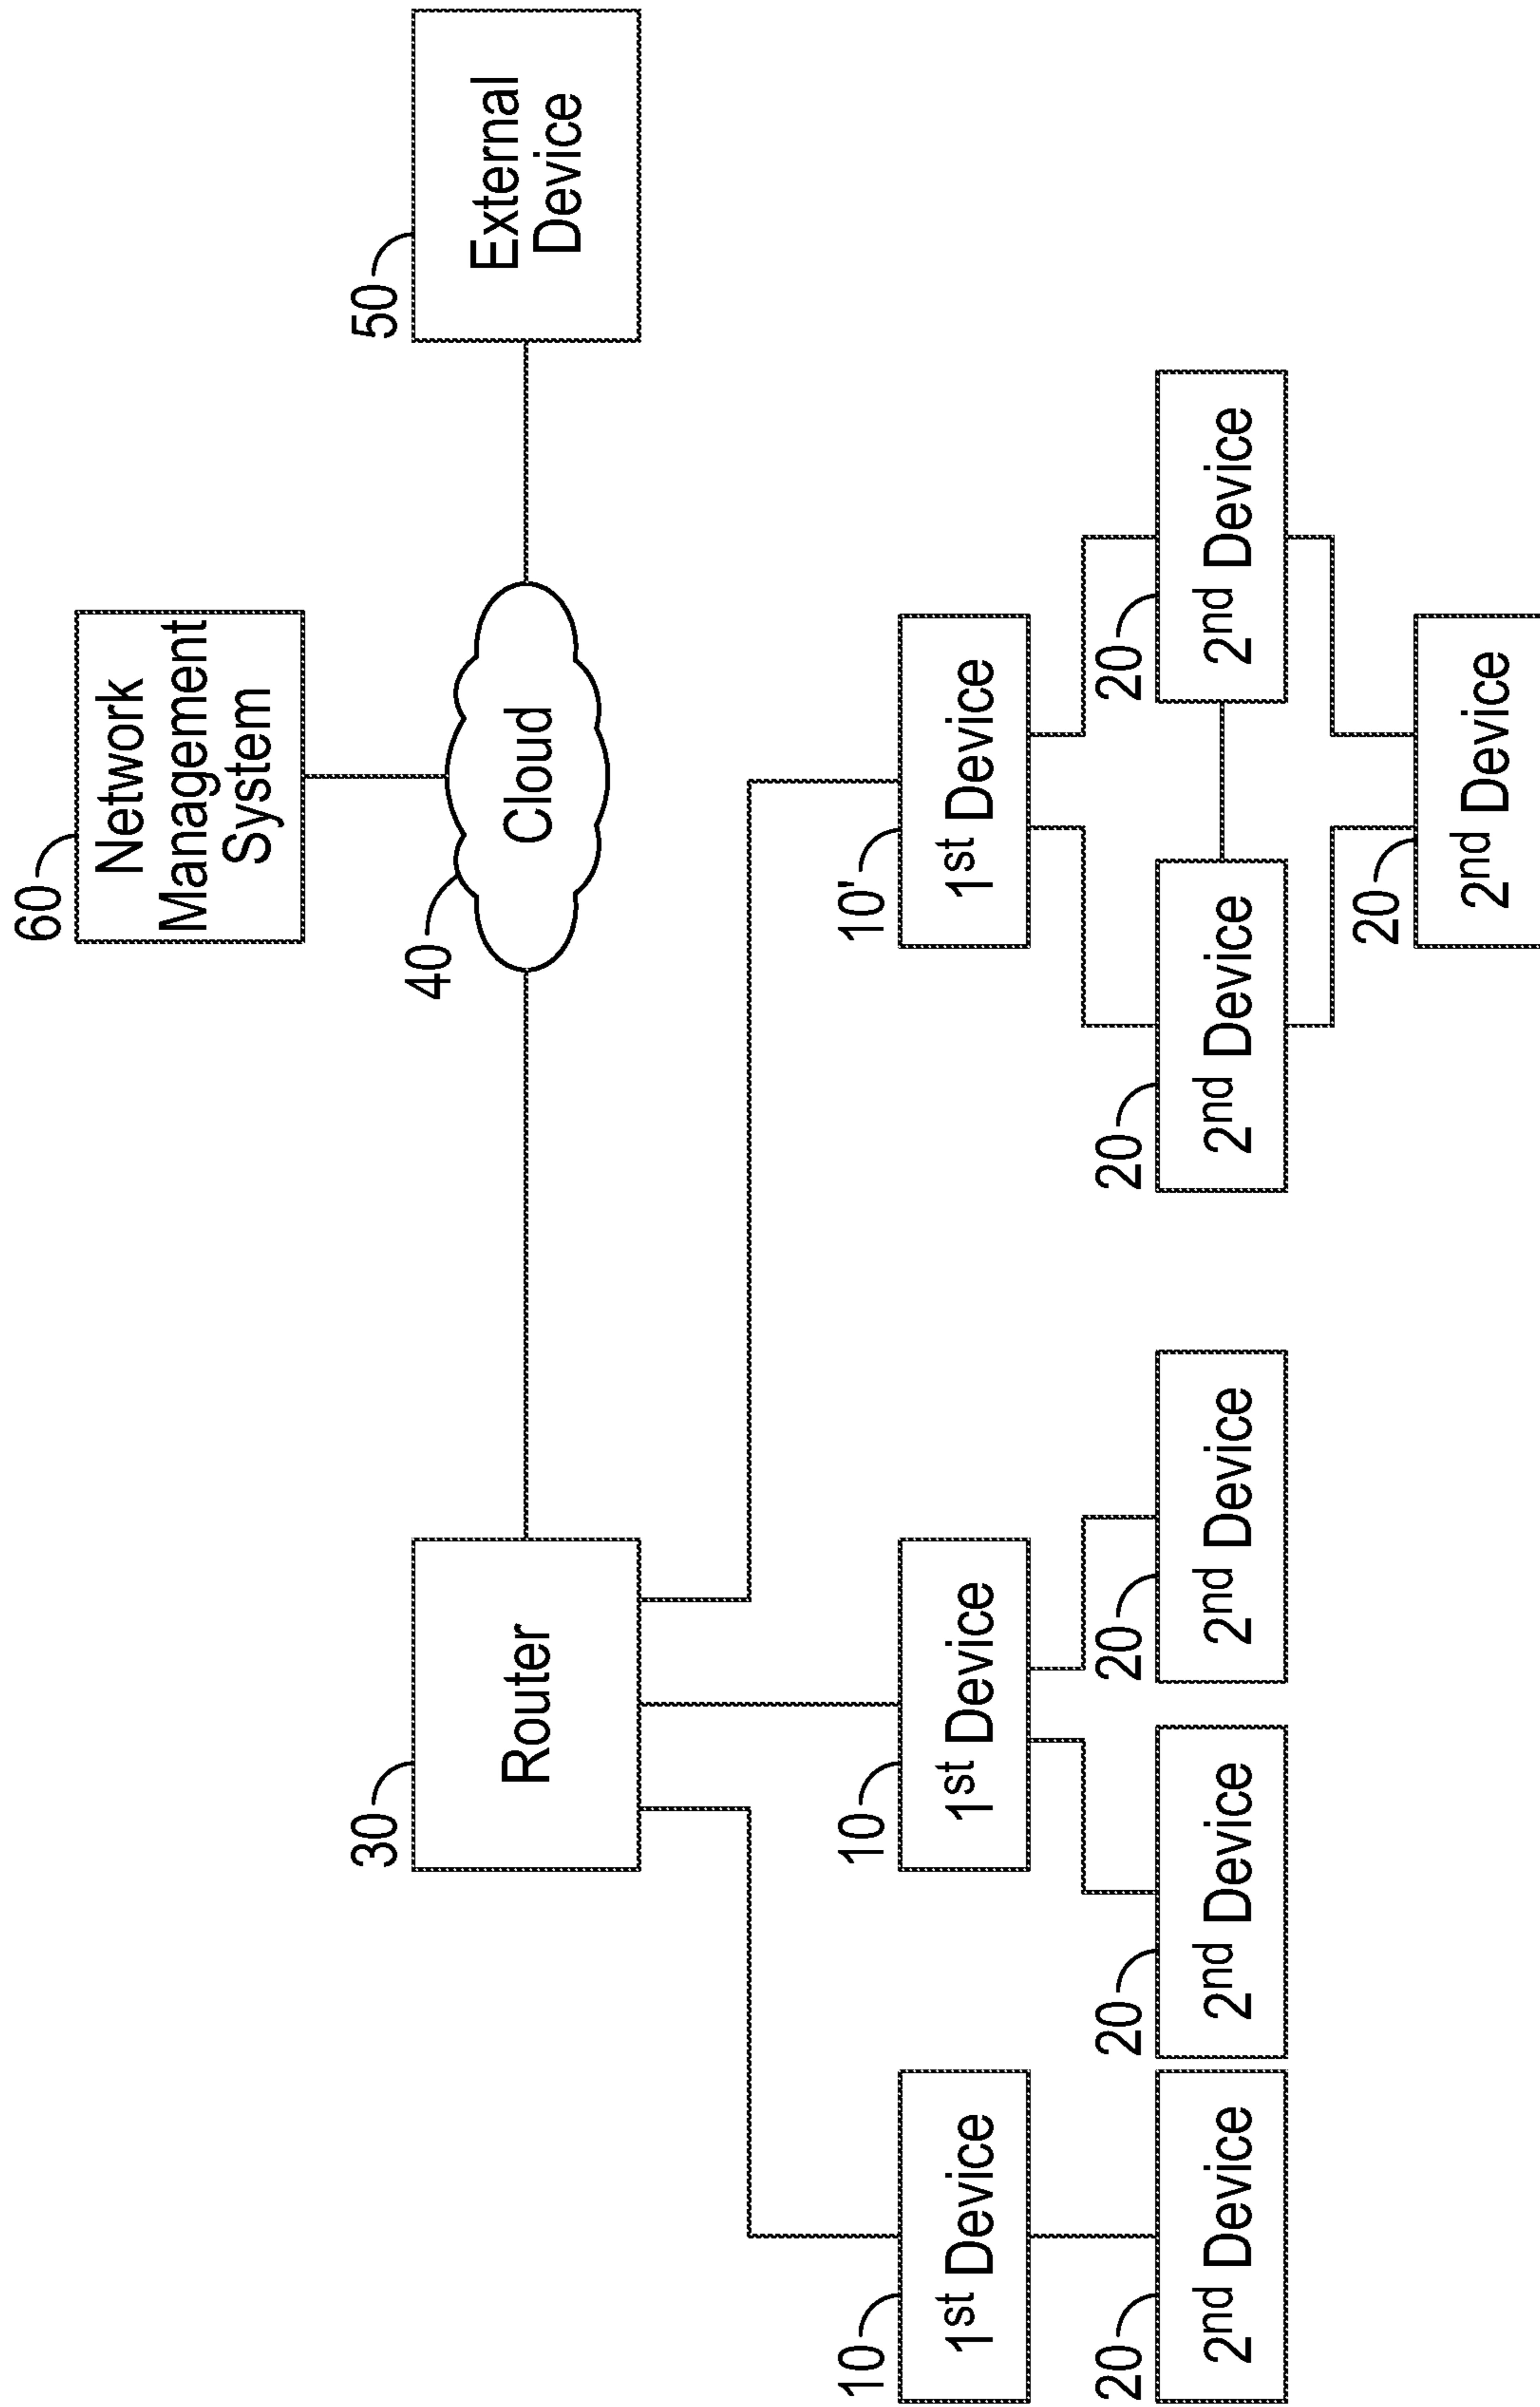 60
Network
Management
System
50
External
Device
40
Cloud
30
Router
10
1st Device
10
1st Device
10'
1st Device
20
2nd Device
20
2nd Device
20
2nd Device
20
2nd Device
20
2nd Device
20
2nd Device